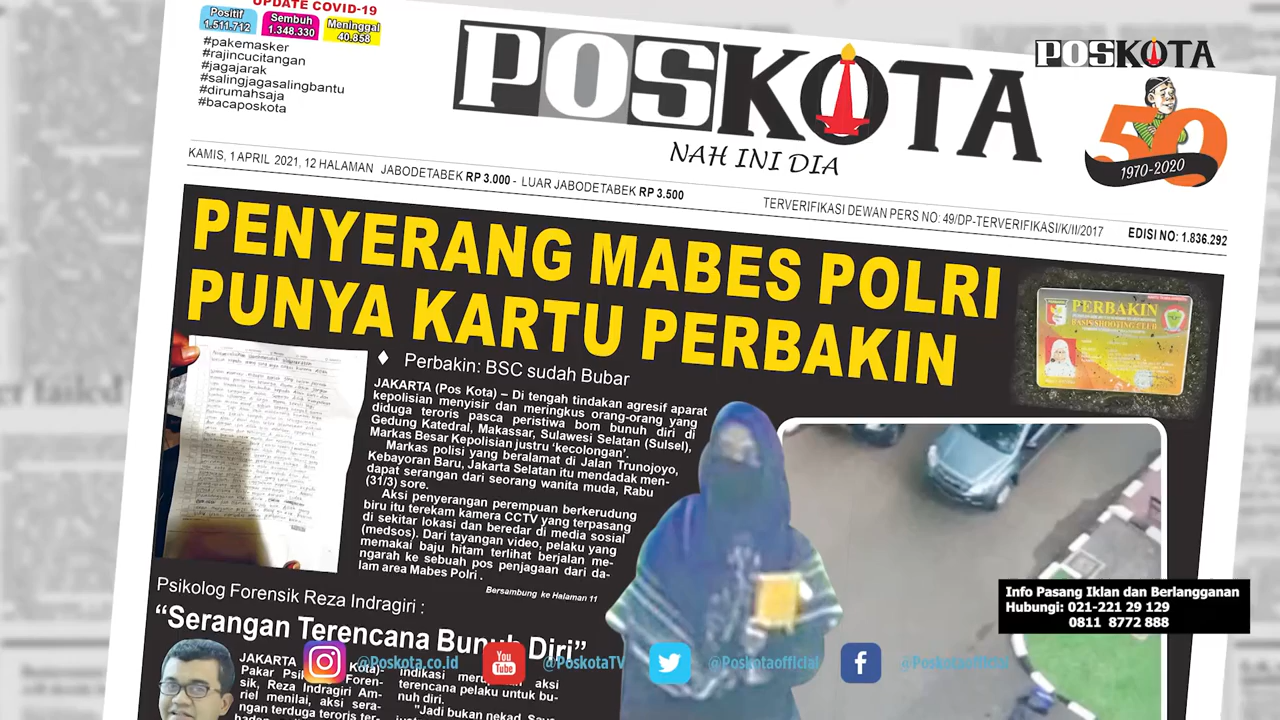 UPDATE COVID-19
Positif
1.511.712
Sembuh
1.348.330
Meninggal
40.858
#pakemasker
#rajincucitangan
#jagajarak
#salingjagasalingbantu
#dirumahsaja
#bacaposkota
POSKOTA
NAH INI DIA
POSKOTA
50
1970-2020
KAMIS, 1 APRIL 2021, 12 HALAMAN JABODETABEK RP 3.000 - LUAR JABODETABEK RP 3.500
TERVERIFIKASI DEWAN PERS NO: 49/DP-TERVERIFIKASI/K/II/2017
EDISI NO: 1.836.292
PENYERANG MABES POLRI
PUNYA KARTU PERBAKIN
PERBAKIN
Perbakin: BSC sudah Bubar
JAKARTA (Pos Kota) – Di tengah tindakan agresif aparat
kepolisian menyisir dan meringkus orang-orang yang
diduga teroris pasca peristiwa bom bunuh diri di
Gedung Katedral, Makassar, Sulawesi Selatan (Sulsel),
Markas Besar Kepolisian justru 'kecolongan'.
Markas polisi yang beralamat di Jalan Trunojoyo,
Kebayoran Baru, Jakarta Selatan itu mendadak men-
dapat serangan dari seorang wanita muda, Rabu
(31/3) sore.
Aksi penyerangan perempuan berkerudung
biru itu terekam kamera CCTV yang terpasang
di sekitar lokasi dan beredar di media sosial
(medsos). Dari tayangan video, pelaku yang
memakai baju hitam terlihat berjalan me-
ngarah ke sebuah pos penjagaan dari da-
lam area Mabes Polri .
Bersambung ke Halaman 11
Psikolog Forensik Reza Indragiri :
“Serangan Terencana Bunuh Diri”
JAKARTA
Pakar
sik, Reza Indragiri Am-
riel menilai, aksi sera-
ngan terduga teroris ter-
indikasi
aksi
terencana pelaku untuk bu-
nuh diri.
"Jadi bukan nekad. Saya
Info Pasang Iklan dan Berlangganan
Hubungi: 021-221 29 129
0811 8772 888
@Poskota.co.id
You
Tube
@PoskotaTV
@Poskotaofficial
@Poskotaofficial